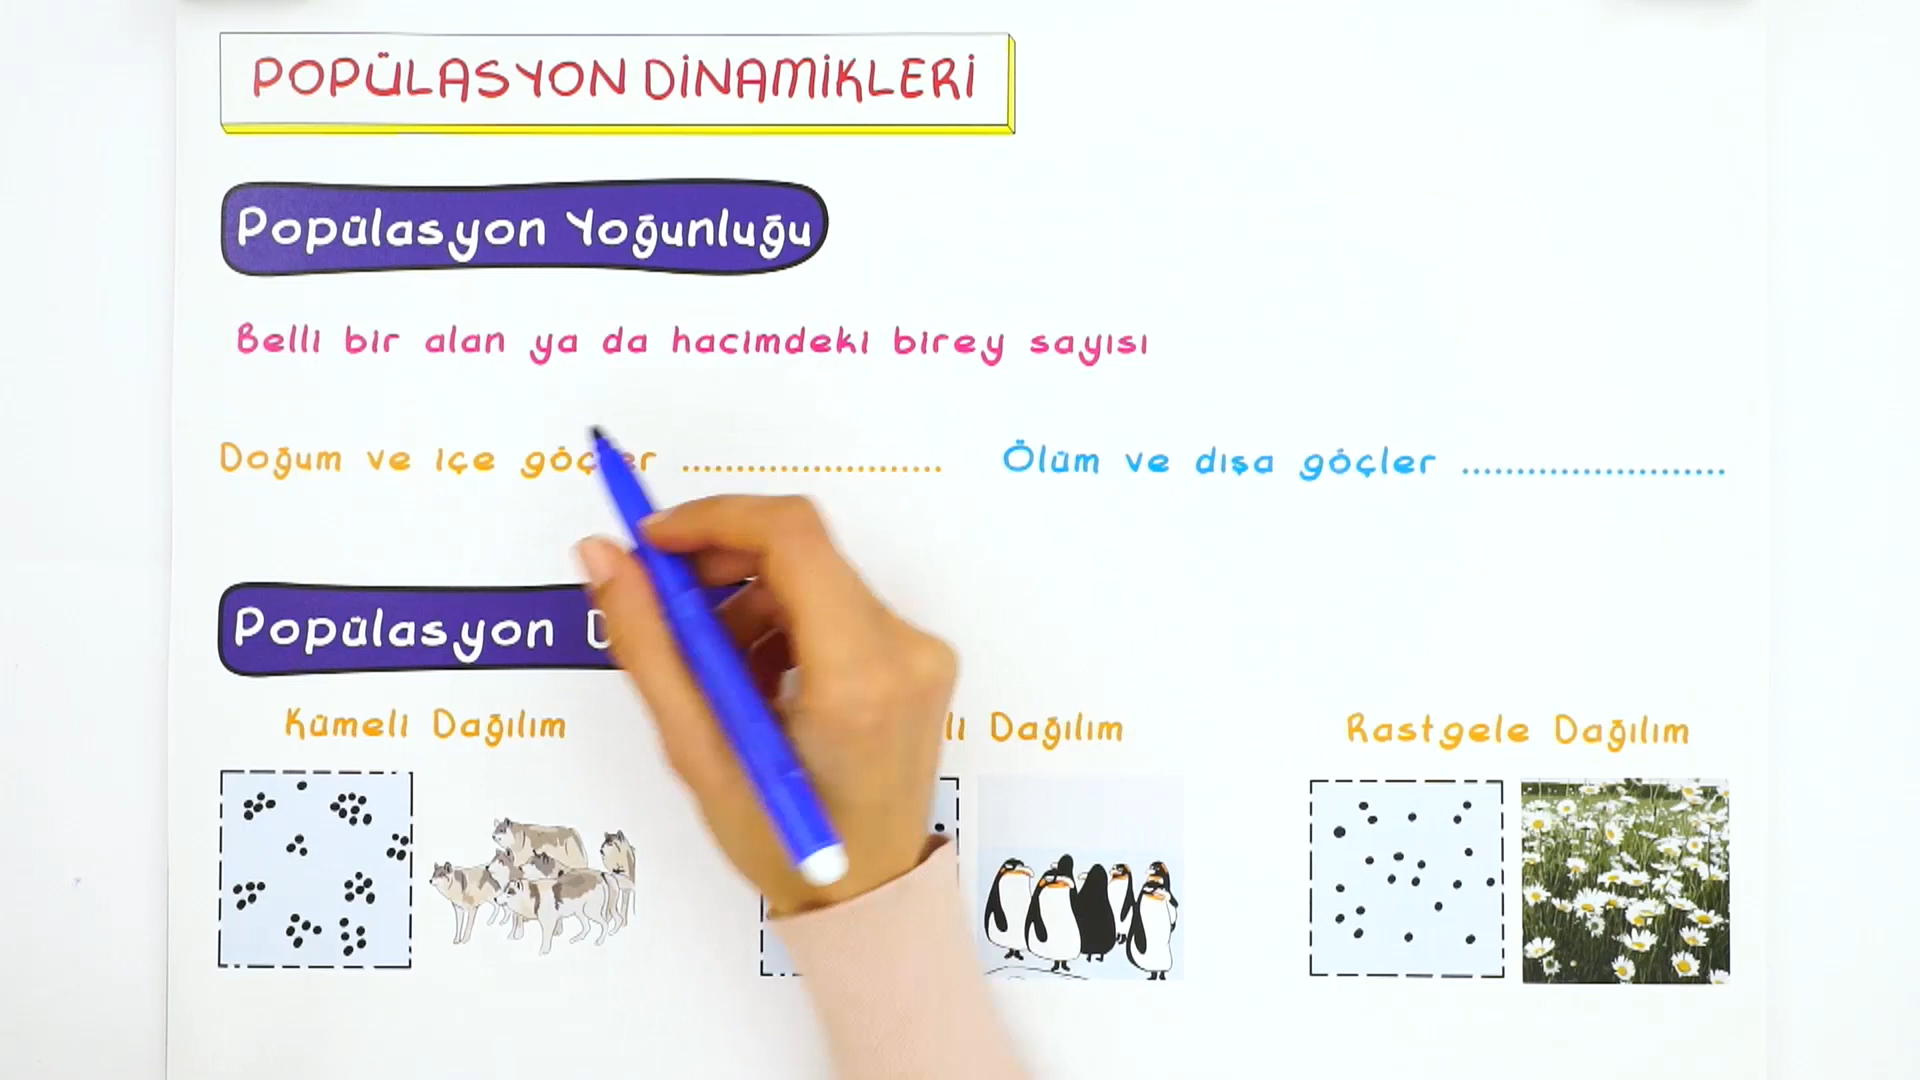 POPÜLASYON DİNAMİKLERİ
Popülasyon Yoğunluğu
Belli bir alan ya da hacimdeki birey sayısı
Doğum ve içe göçler ........................
Ölüm ve dışa göçler ........................
Popülasyon
Kümeli Dağılım
Dağılım
Rastgele Dağılım